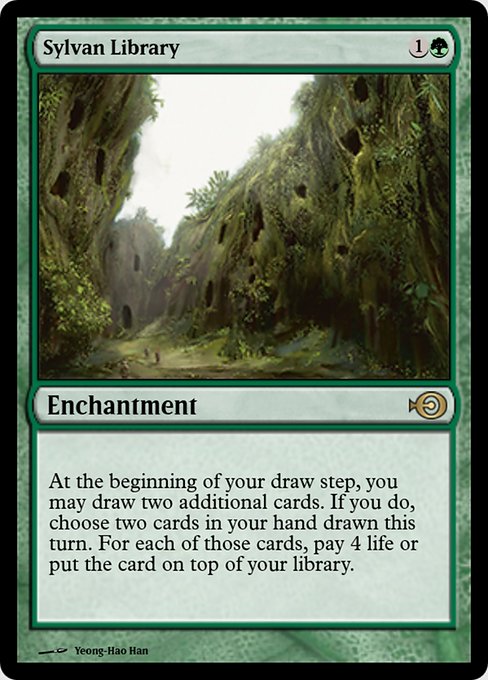 Sylvan Library 1
Enchantment
At the beginning of your draw step, you
may draw two additional cards. If you do,
choose two cards in your hand drawn this
turn. For each of those cards, pay 4 life or
put the card on top of your library.
Yeong-Hao Han